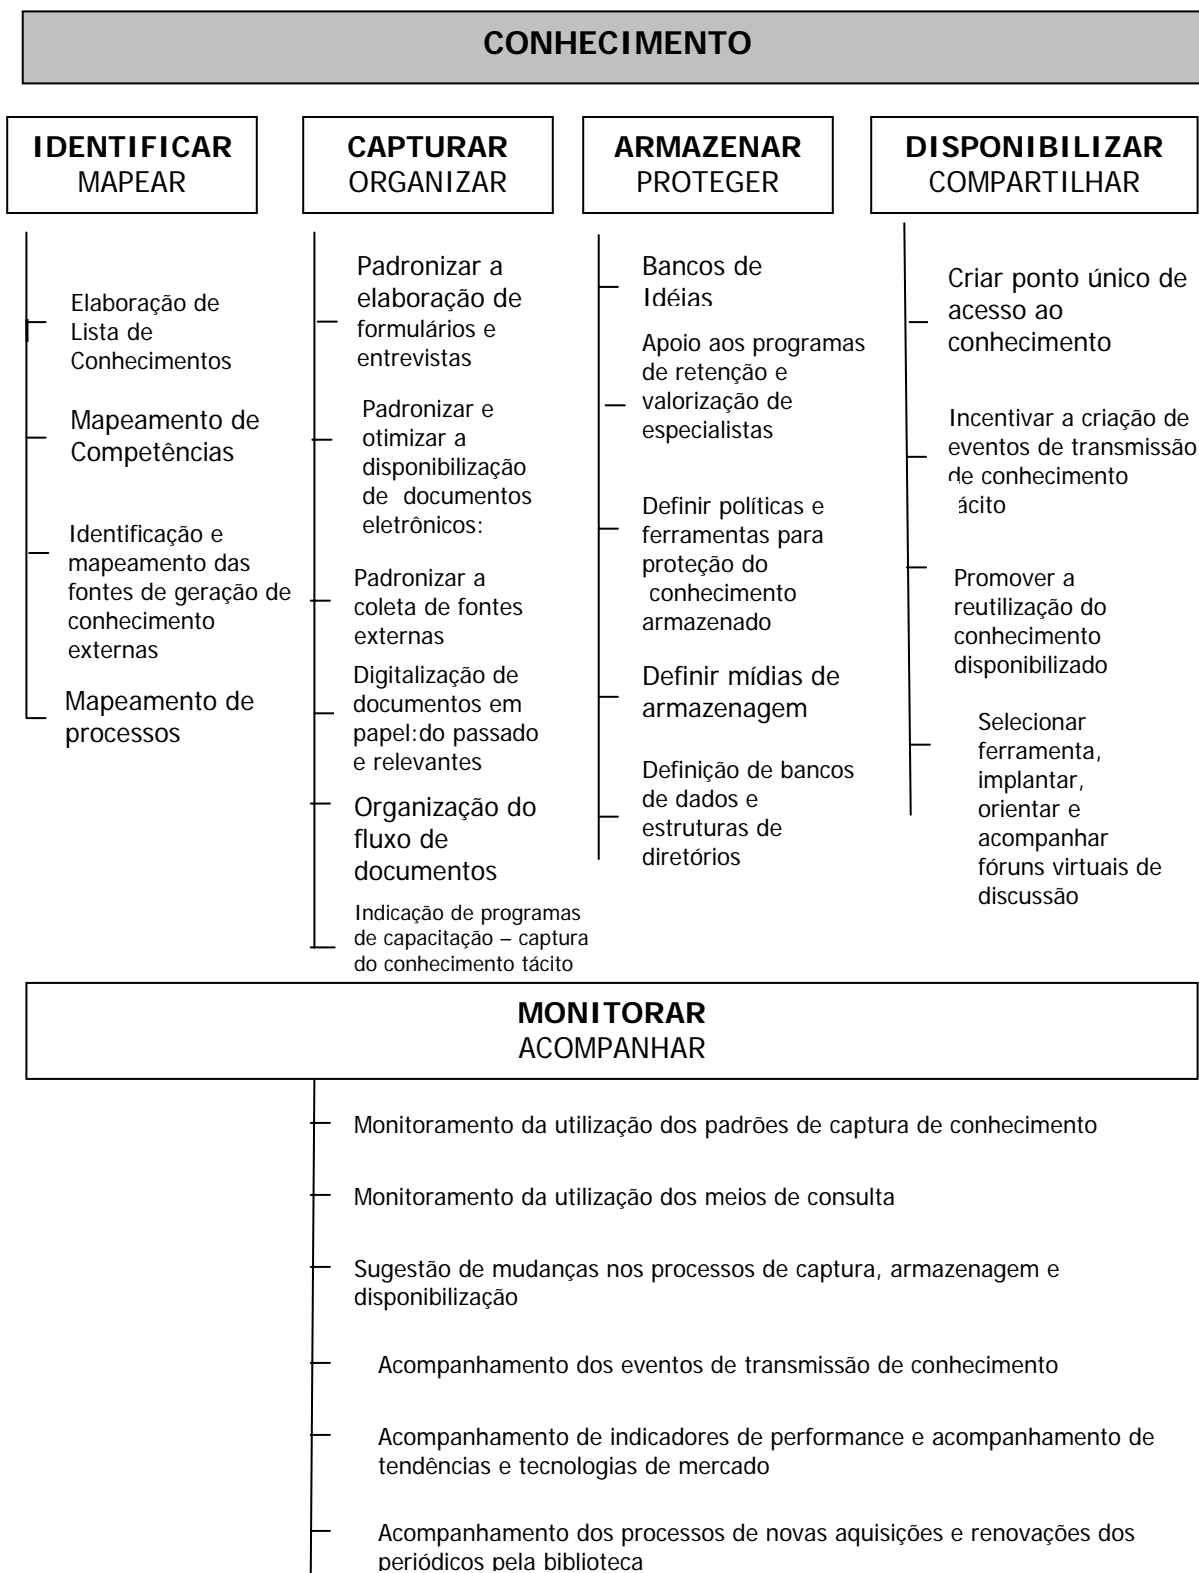 CONHECIMENTO
IDENTIFICAR
MAPEAR
Elaboração de
Lista de
Conhecimentos
Mapeamento de
Competências
Identificação e
mapeamento das
fontes de geração de
conhecimento
externas
Mapeamento de
processos
CAPTURAR
ORGANIZAR
Padronizar a
elaboração de
formulários e
entrevistas
Padronizar e
otimizar a
disponibilização
de documentos
eletrônicos:
Padronizar a
coleta de fontes
externas
Digitalização de
documentos em
papel:do passado
e relevantes
Organização do
fluxo de
documentos
Indicação de programas
de capacitação – captura
do conhecimento tácito
ARMAZENAR
PROTEGER
Bancos de
Idéias
Apoio aos programas
de retenção e
valorização de
especialistas
Definir políticas e
ferramentas para
proteção do
conhecimento
armazenado
Definir mídias de
armazenagem
Definição de bancos
de dados e
estruturas de
diretórios
DISPONIBILIZAR
COMPARTILHAR
Criar ponto único de
acesso ao
conhecimento
Incentivar a criação de
eventos de transmissão
de conhecimento
ácito
Promover a
reutilização do
conhecimento
disponibilizado
Selecionar
ferramenta,
implantar,
orientar e
acompanhar
fóruns virtuais de
discussão
MONITORAR
ACOMPANHAR
Monitoramento da utilização dos padrões de captura de conhecimento
Monitoramento da utilização dos meios de consulta
Sugestão de mudanças nos processos de captura, armazenagem e
disponibilização
Acompanhamento dos eventos de transmissão de conhecimento
Acompanhamento de indicadores de performance e acompanhamento de
tendências e tecnologias de mercado
Acompanhamento dos processos de novas aquisições e renovações dos
periódicos pela biblioteca